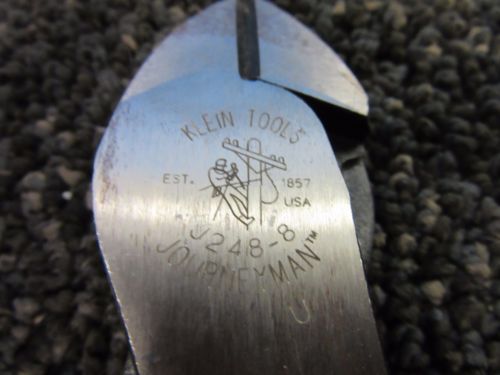 KLEIN TOOLS
EST. 1857
USA
J248-8
JOURNEYMAN™